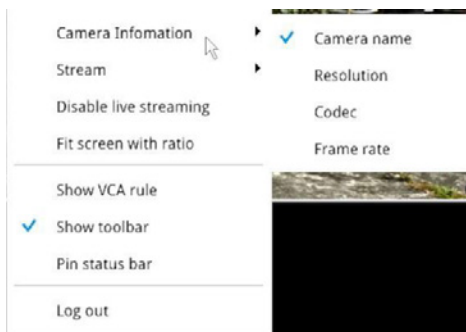 Camera Infomation
Stream
Disable live streaming
Fit screen with ratio
Show VCA rule
Show toolbar
Pin status bar
Log out
Camera name
Resolution
Codec
Frame rate